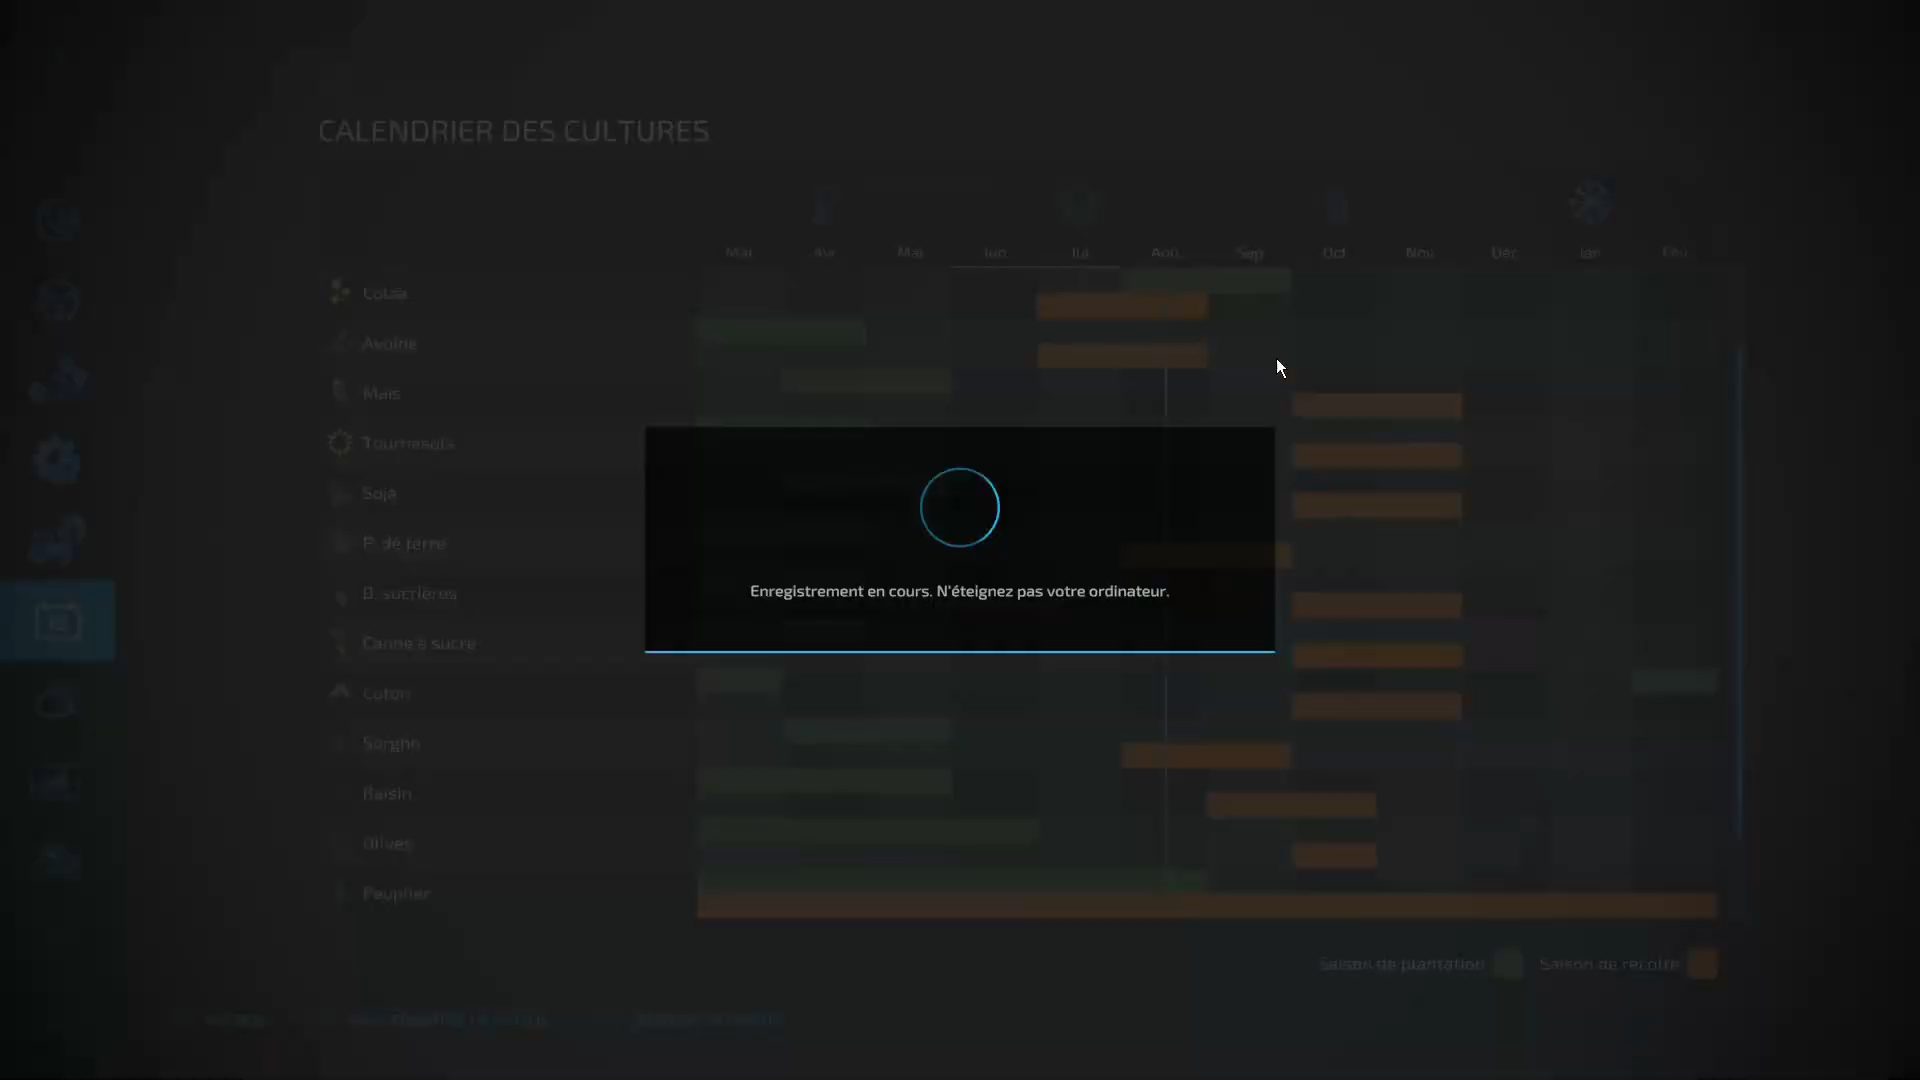 CALENDRIER DES CULTURES
Mar Avr Mai Jun Jui Aoû Sep Oct Nov Déc Jan Fév
Colza
Avoine
Maïs
Tournesols
Soja
P. de terre
B. sucrières
Canne à sucre
Coton
Sorgho
Raisin
Olives
Peuplier
Enregistrement en cours. N'éteignez pas votre ordinateur.
Saison de plantation Saison de récolte